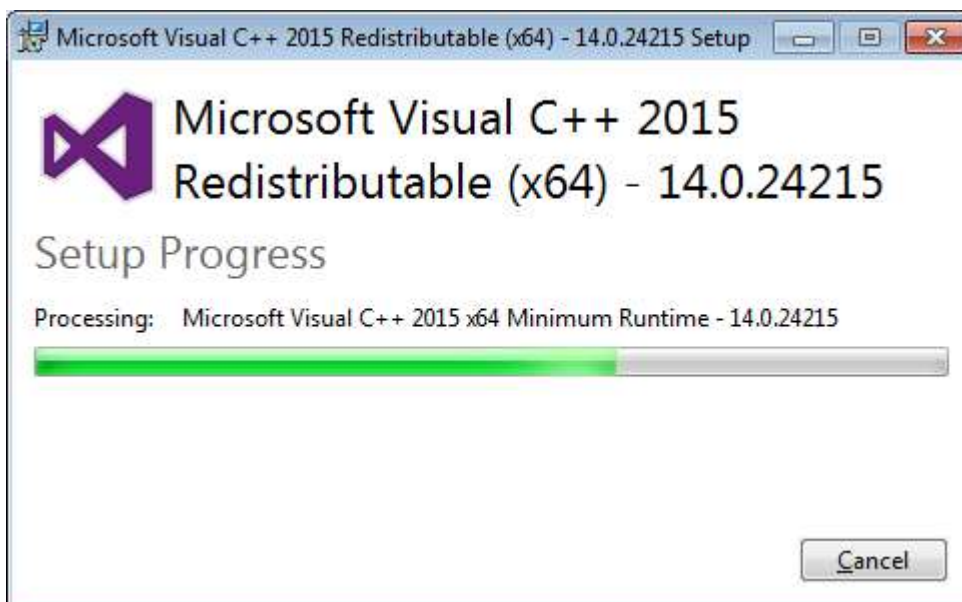 Microsoft Visual C++ 2015 Redistributable (x64) - 14.0.24215 Setup
Microsoft Visual C++ 2015
Redistributable (x64) - 14.0.24215
Setup Progress
Processing: Microsoft Visual C++ 2015 x64 Minimum Runtime - 14.0.24215
Cancel